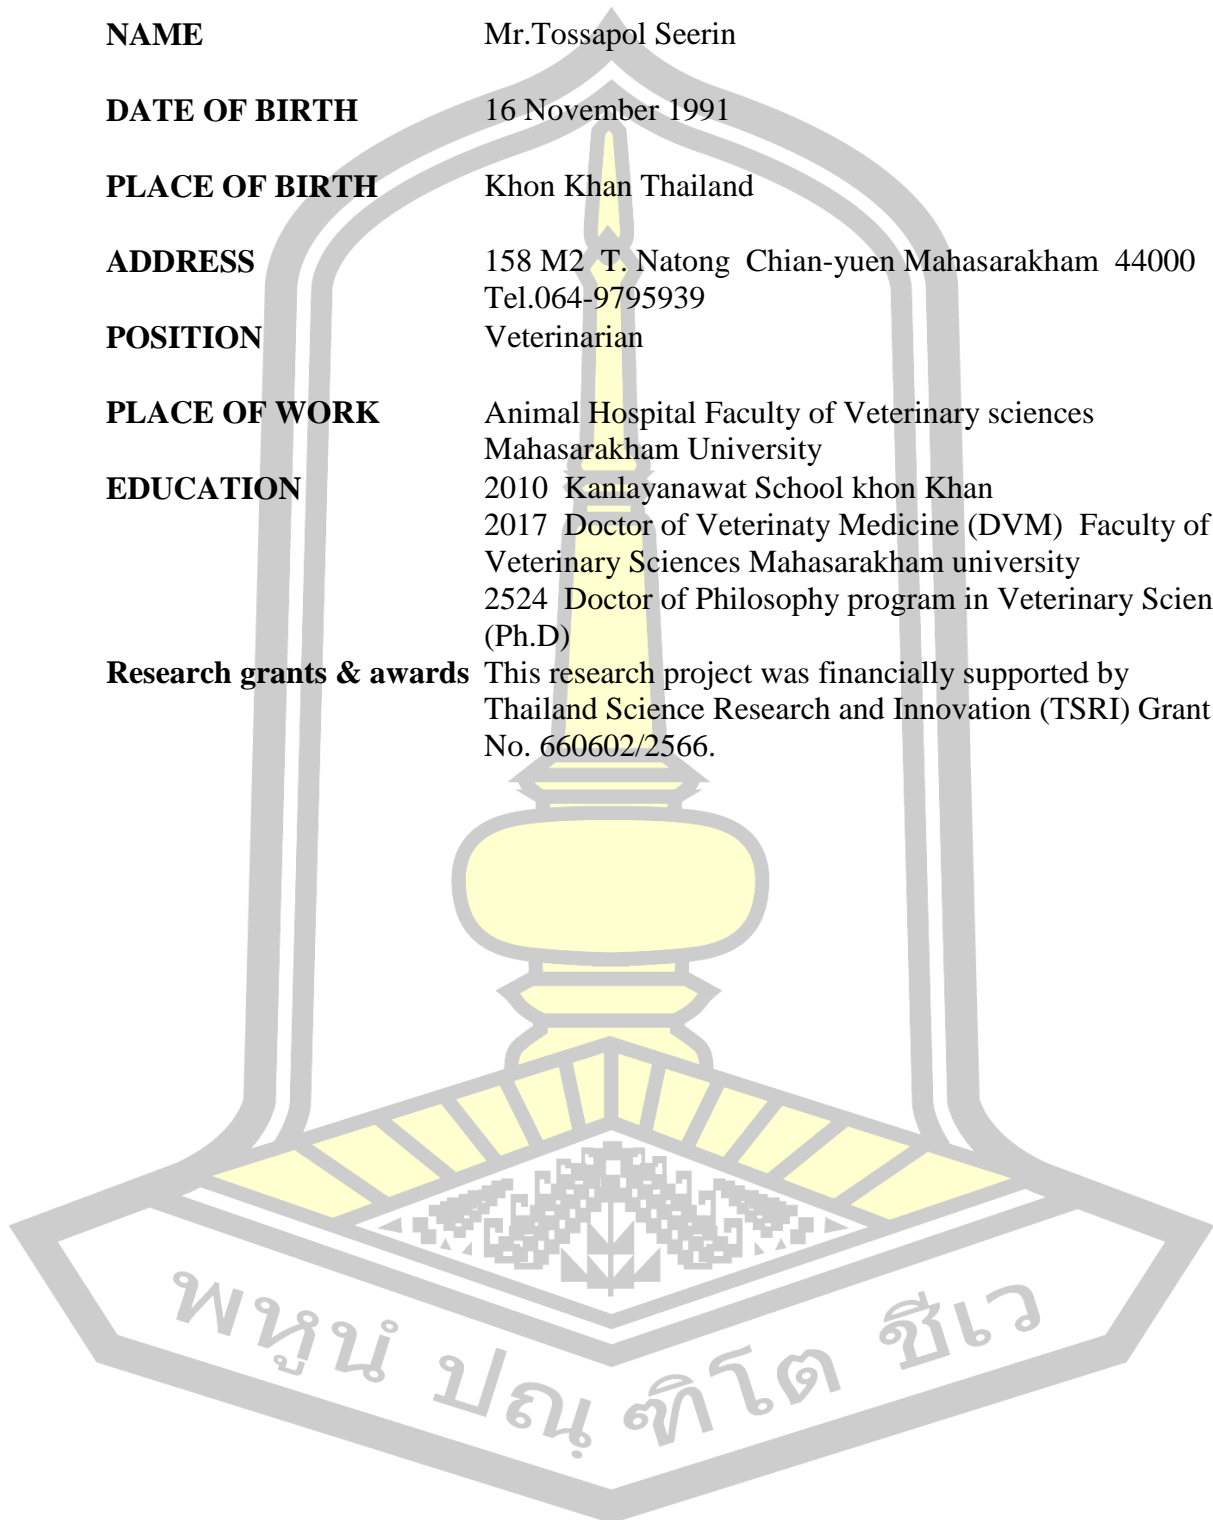 NAME Mr.Tossapol Seerin
DATE OF BIRTH 16 November 1991
PLACE OF BIRTH Khon Khan Thailand
ADDRESS 158 M2 T. Natong Chian-yuen Mahasarakham 44000
Tel.064-9795939
POSITION Veterinarian
PLACE OF WORK Animal Hospital Faculty of Veterinary sciences
Mahasarakham University
EDUCATION 2010 Kanlayanawat School khon Khan
2017 Doctor of Veterinaty Medicine (DVM) Faculty of
Veterinary Sciences Mahasarakham university
2524 Doctor of Philosophy program in Veterinary Scien
(Ph.D)
Research grants & awards This research project was financially supported by
Thailand Science Research and Innovation (TSRI) Grant
No. 660602/2566.
พหูนํ ปณฺฑิโต ชีเว